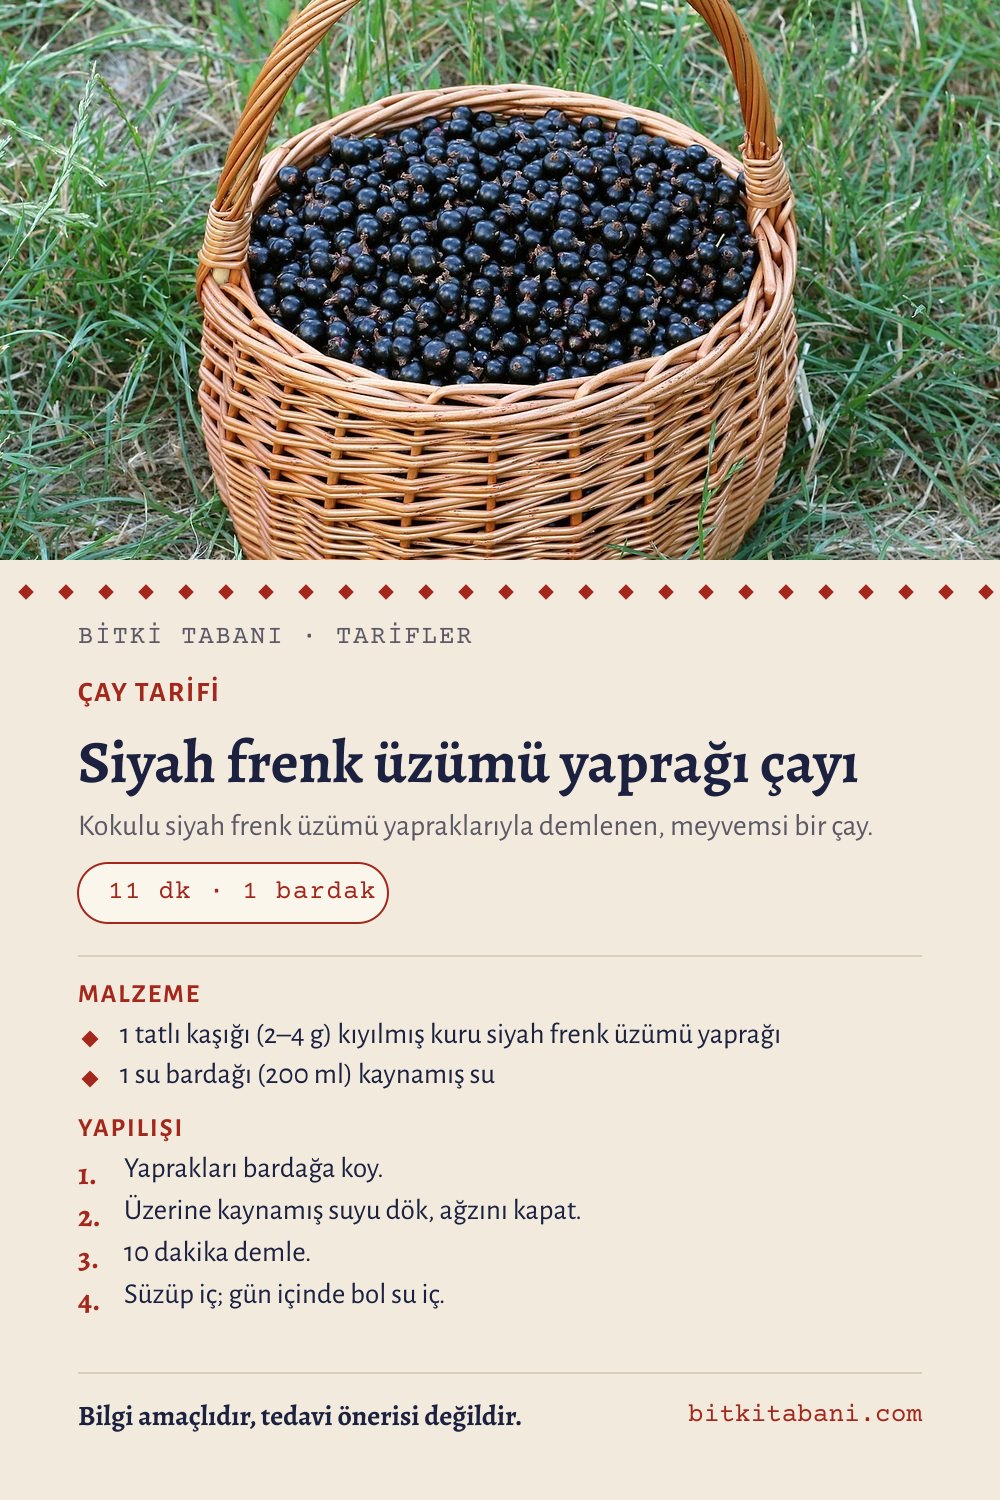 BİTKİ TABANI · TARİFLER
ÇAY TARİFİ
Siyah frenk üzümü yaprağı çayı
Kokulu siyah frenk üzümü yapraklarıyla demlenen, meyvemsi bir çay.
11 dk · 1 bardak
MALZEME
◆ 1 tatlı kaşığı (2–4 g) kıyılmış kuru siyah frenk üzümü yaprağı
◆ 1 su bardağı (200 ml) kaynamış su
YAPILIŞI
1. Yaprakları bardağa koy.
2. Üzerine kaynamış suyu dök, ağzını kapat.
3. 10 dakika demle.
4. Süzüp iç; gün içinde bol su iç.
Bilgi amaçlıdır, tedavi önerisi değildir.
bitkitabani.com